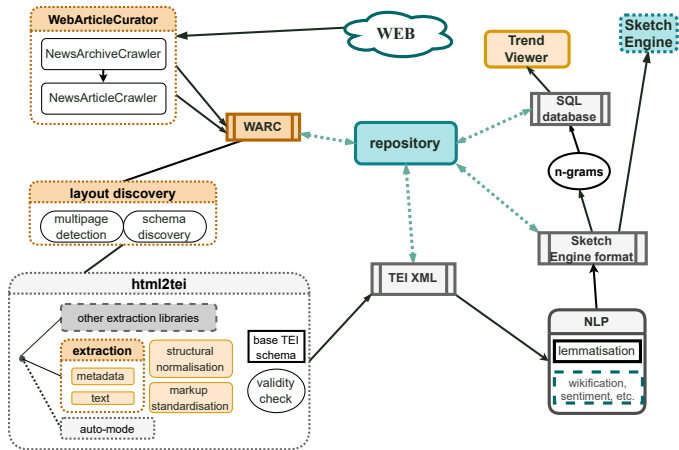 WebArticleCurator
NewsArchiveCrawler
NewsArticleCrawler
WEB
Trend
Viewer
Sketch
Engine
WARC
SQL
database
repository
n-grams
layout discovery
multipage
detection
schema
discovery
Sketch
Engine format
TEI XML
html2tei
other extraction libraries
extraction
metadata
text
structural
normalisation
markup
standardisation
base TEI
schema
validity
check
auto-mode
NLP
lemmatisation
wikification,
sentiment, etc.